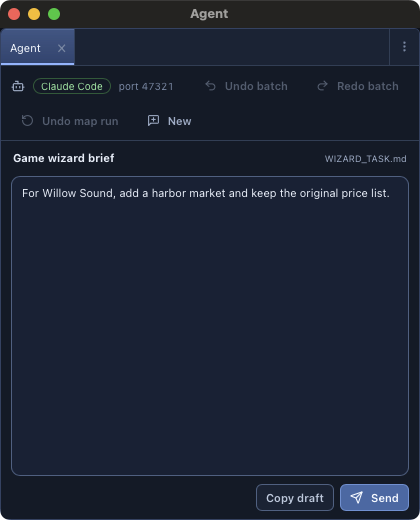 Agent
Agent
Claude Code port 47321 Undo batch Redo batch
Undo map run New
Game wizard brief WIZARD_TASK.md
For Willow Sound, add a harbor market and keep the original price list.
Copy draft Send